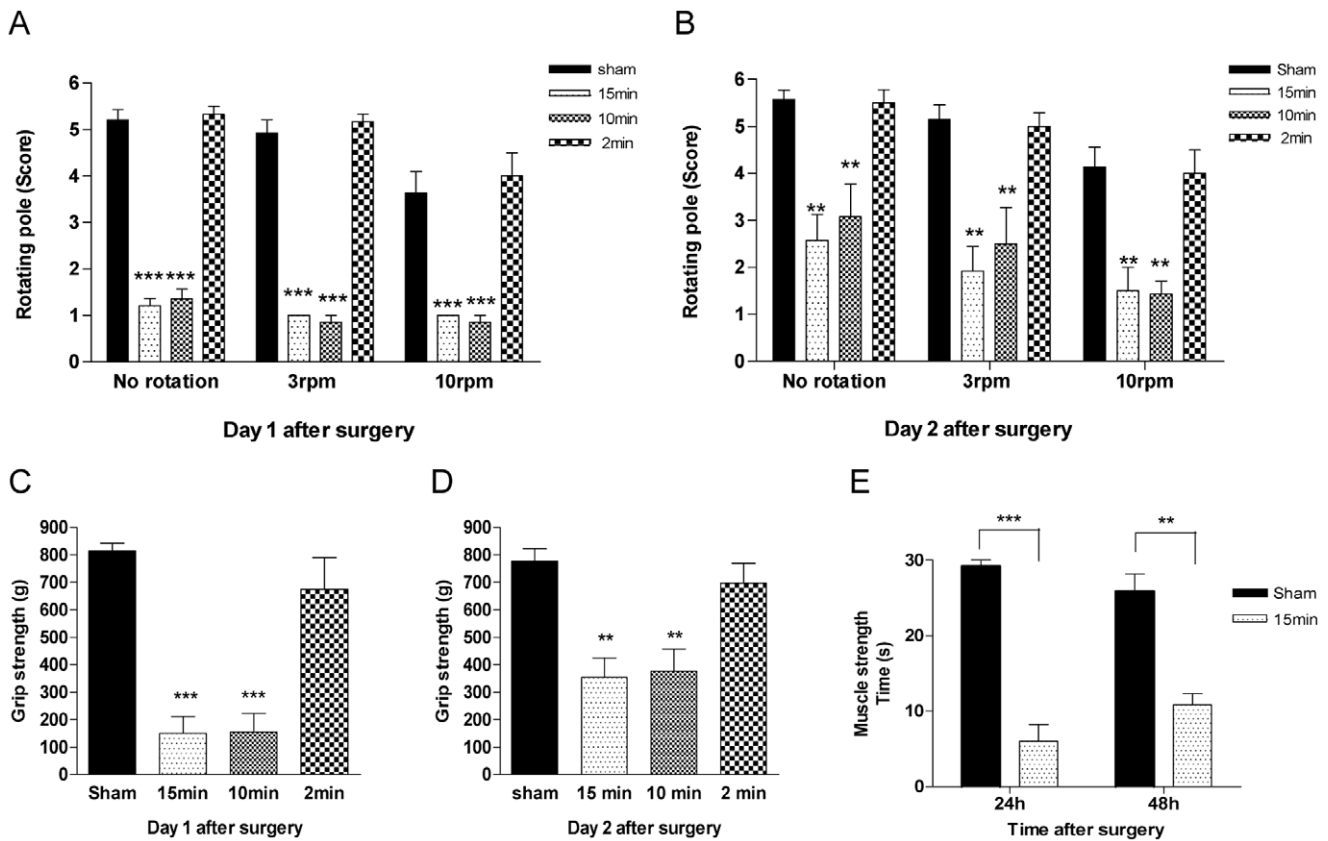 A
Rotating pole (Score)
6
5
4
3
2
1
0
*** ***
*** ***
*** ***
No rotation 3rpm 10rpm
Day 1 after surgery
sham
15min
10min
2min
B
Rotating pole (Score)
6
5
4
3
2
1
0
** **
** **
** **
No rotation 3rpm 10rpm
Day 2 after surgery
Sham
15min
10min
2min
C
Grip strength (g)
900
800
700
600
500
400
300
200
100
0
*** ***
Sham 15min 10min 2min
Day 1 after surgery
D
Grip strength (g)
900
800
700
600
500
400
300
200
100
0
** **
sham 15 min 10 min 2 min
Day 2 after surgery
E
Muscle strength
Time (s)
30
20
10
0
*** **
24h 48h
Time after surgery
Sham
15min